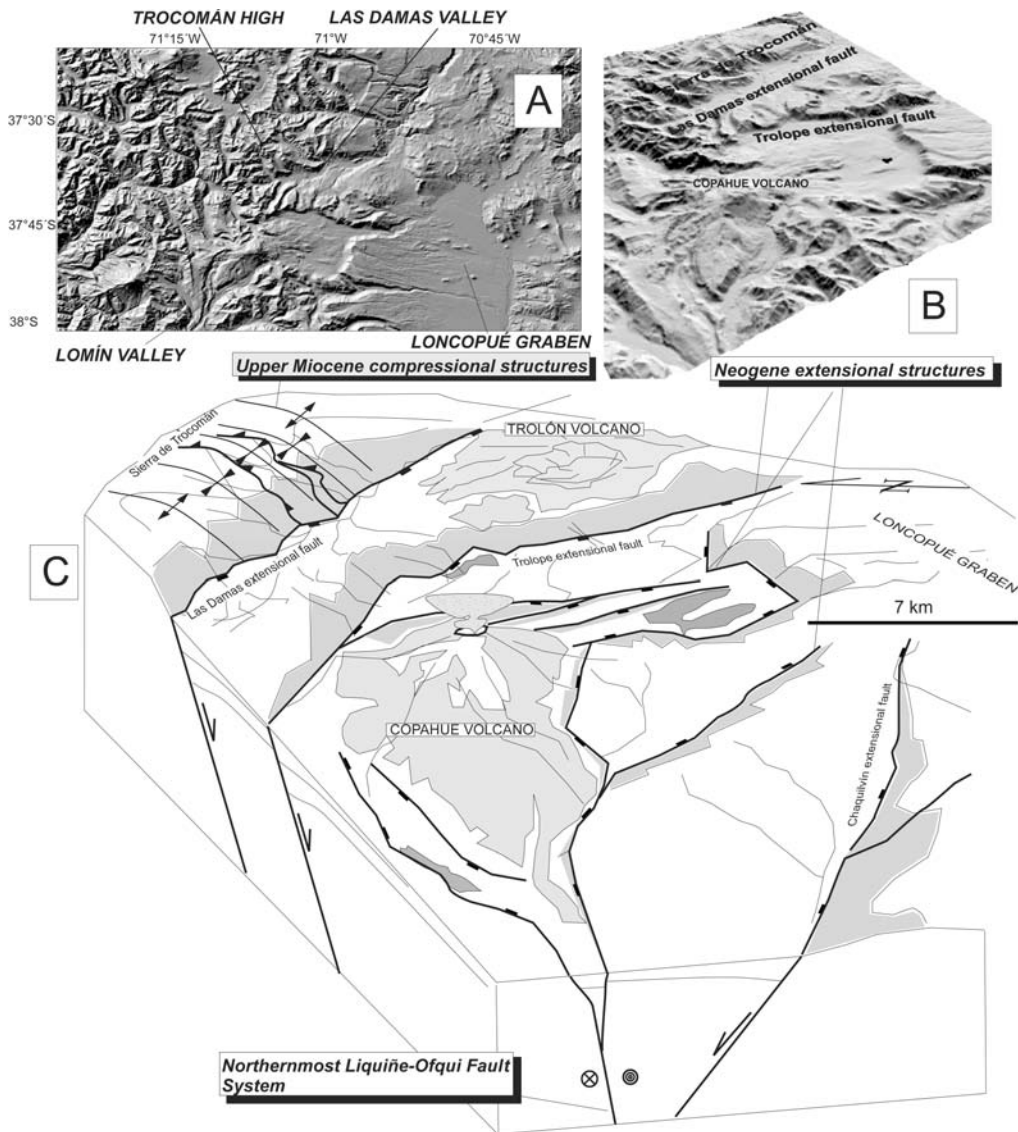 TROCOMÁN HIGH
LAS DAMAS VALLEY
71°15´W
71°W
70°45´W
A
37°30´S
37°45´S
38°S
LOMÍN VALLEY
LONCOPUÉ GRABEN
Sierra de Trocomán
Las Damas extensional fault
Trolope extensional fault
COPAHUE VOLCANO
B
Upper Miocene compressional structures
Neogene extensional structures
Sierra de Trocomán
TROLÓN VOLCANO
N
LONCOPUÉ GRABEN
C
Las Damas extensional fault
Trolope extensional fault
7 km
COPAHUE VOLCANO
Chaquilvín extensional fault
Northernmost Liquiñe-Ofqui Fault
System